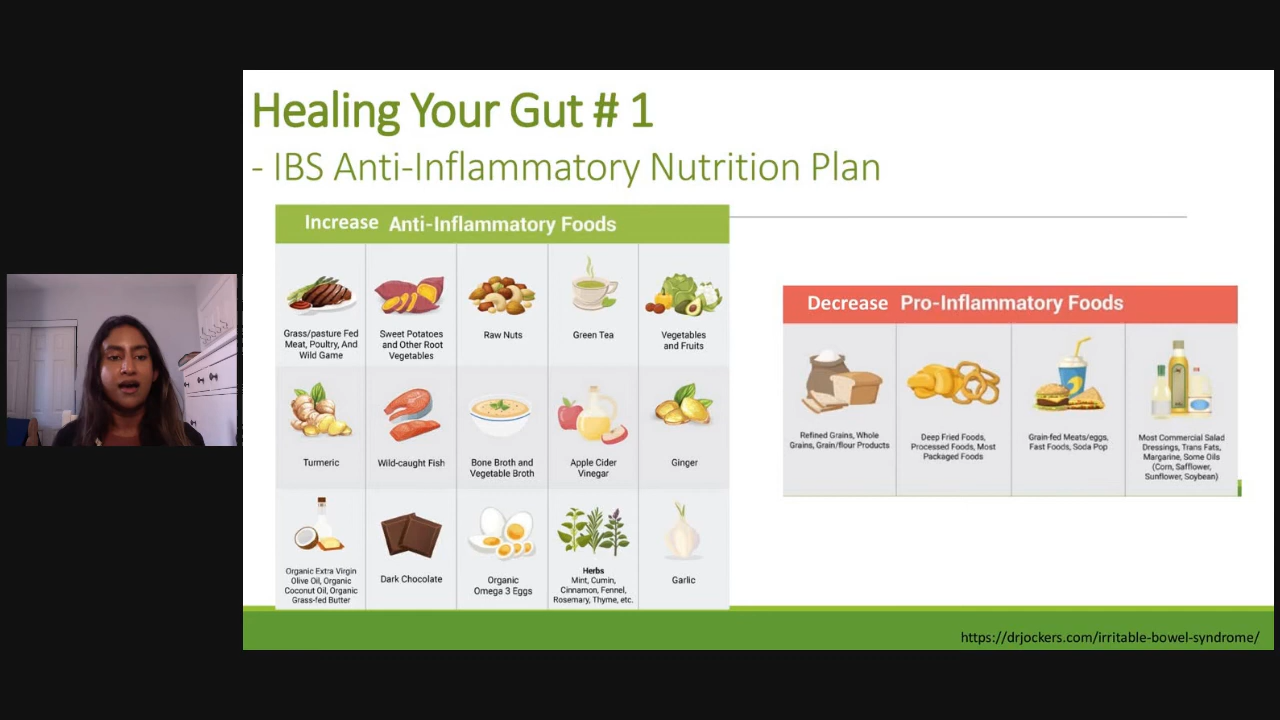 Healing Your Gut # 1
- IBS Anti-Inflammatory Nutrition Plan
Increase Anti-Inflammatory Foods
Grass/pasture Fed
Meat, Poultry, And
Wild Game
Sweet Potatoes
and Other Root
Vegetables
Raw Nuts
Green Tea
Vegetables
and Fruits
Turmeric
Wild-caught Fish
Bone Broth and
Vegetable Broth
Apple Cider
Vinegar
Ginger
Organic Extra Virgin
Olive Oil, Organic
Coconut Oil, Organic
Grass-fed Butter
Dark Chocolate
Organic
Omega 3 Eggs
Herbs
Mint, Cumin,
Cinnamon, Fennel,
Rosemary, Thyme, etc.
Garlic
Decrease Pro-Inflammatory Foods
Refined Grains, Whole
Grains, Grain/flour Products
Deep Fried Foods,
Processed Foods, Most
Packaged Foods
Grain-fed Meats/eggs,
Fast Foods, Soda Pop
Most Commercial Salad
Dressings, Trans Fats,
Margarine, Some Oils
(Corn, Safflower,
Sunflower, Soybean)
https://drjockers.com/irritable-bowel-syndrome/